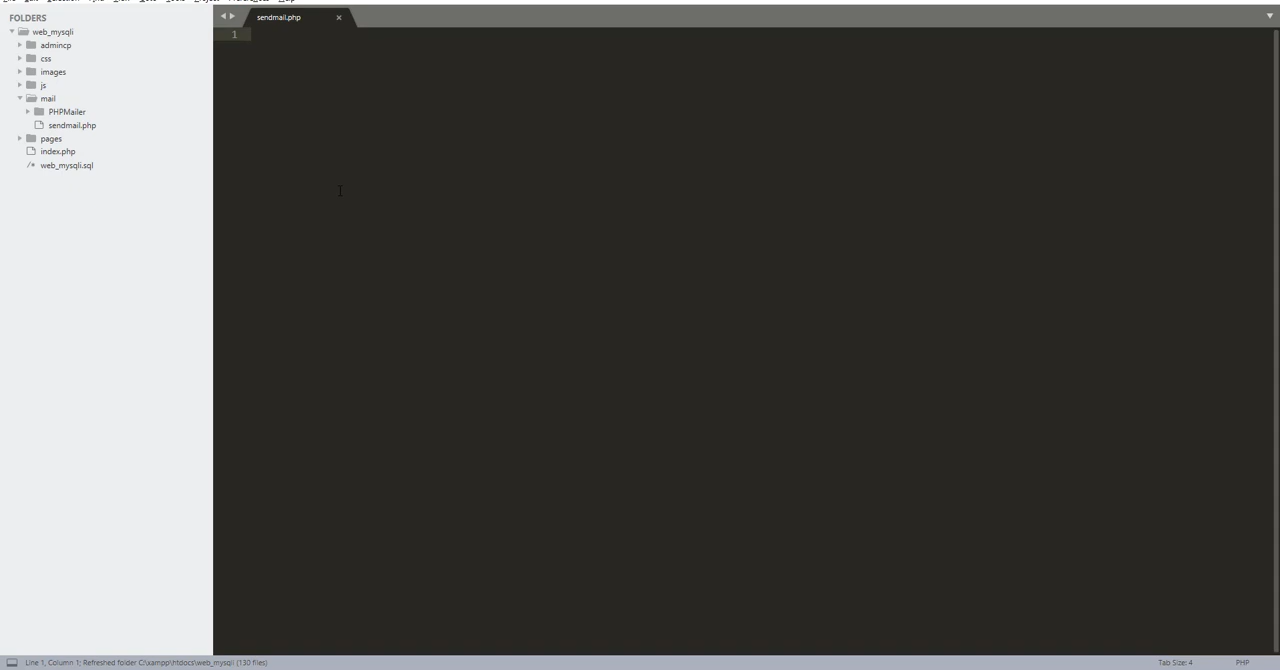 FOLDERS
web_mysqli
admincp
css
images
js
mail
PHPMailer
sendmail.php
pages
index.php
/* web_mysqli.sql
sendmail.php ×
1
Line 1, Column 1; Refreshed folder C:\xampp\htdocs\web_mysqli (130 files)
Tab Size: 4
PHP